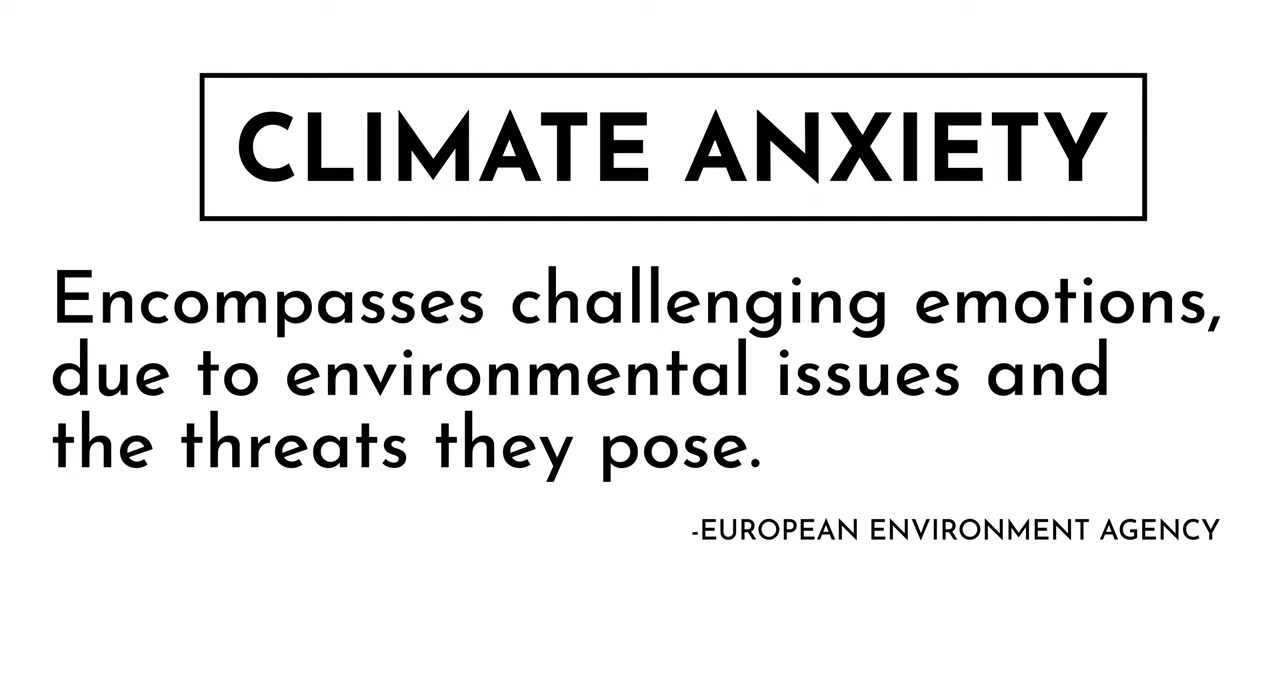 CLIMATE ANXIETY
Encompasses challenging emotions,
due to environmental issues and
the threats they pose.
-EUROPEAN ENVIRONMENT AGENCY